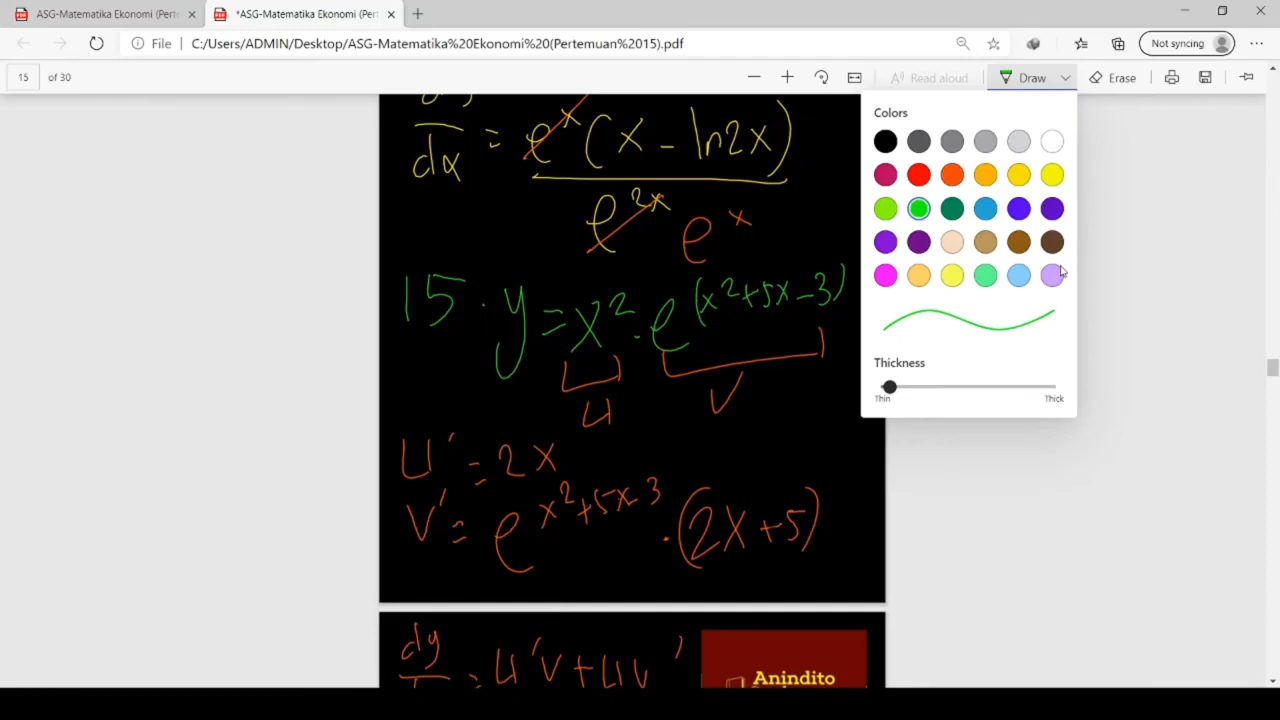 ASG-Matematika Ekonomi (Perte
*ASG-Matematika Ekonomi (Pert
File | C:/Users/ADMIN/Desktop/ASG-Matematika%20Ekonomi%20(Pertemuan%2015).pdf
Not syncing
15 of 30
Read aloud
Draw
Erase
Colors
Thickness
Thin
Thick
dx = e^x (x - ln2x)
e^2x e^x
15. y = x^2 . e^(x^2+5x-3)
U V
U' = 2x
V' = e^x^2+5x-3 . (2x+5)
dy = U'V + UV'
Anindito